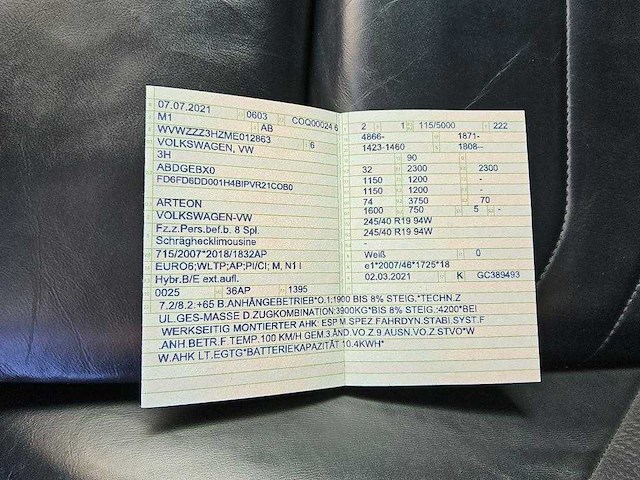 07.07.2021 0603 COQ00024 6
M1 AB
WVWZZZ3HZME012863 6
VOLKSWAGEN, VW
3H
ABDGEBX0
FD6FD6DD001H4BIPVR21COB0
ARTEON
VOLKSWAGEN-VW
Fz.z.Pers.bef.b. 8 Spl.
Schräghecklimousine
715/2007*2018/1832AP
EURO6;WLTP;AP;PI/CI; M, N1 I
Hybr.B/E ext.aufl.
0025 36AP 1395
2 1 115/5000 222
4866- 1871-
1423-1460 1808--
90
32 2300 2300
1150 1200 -
1150 1200 -
74 3750 70
1600 750 5 -
245/40 R19 94W
245/40 R19 94W
-
Weiß 0
e1*2007/46*1725*18
02.03.2021 K GC389493
7.2/8.2:+65 B.ANHÄNGEBETRIEB*O.1:1900 BIS 8% STEIG.*TECHN.Z
UL.GES-MASSE D ZUGKOMBINATION:3900KG*BIS 8% STEIG.:4200*BEI
WERKSEITIG MONTIERTER AHK: ESP M.SPEZ.FAHRDYN.STABI.SYST.F
.ANH.BETR.F.TEMP.100 KM/H GEM.3.ÄND.VO.Z.9 AUSN.VO.Z.STVO*W
W.AHK LT.EGTG*BATTERIEKAPAZITÄT 10.4KWH*